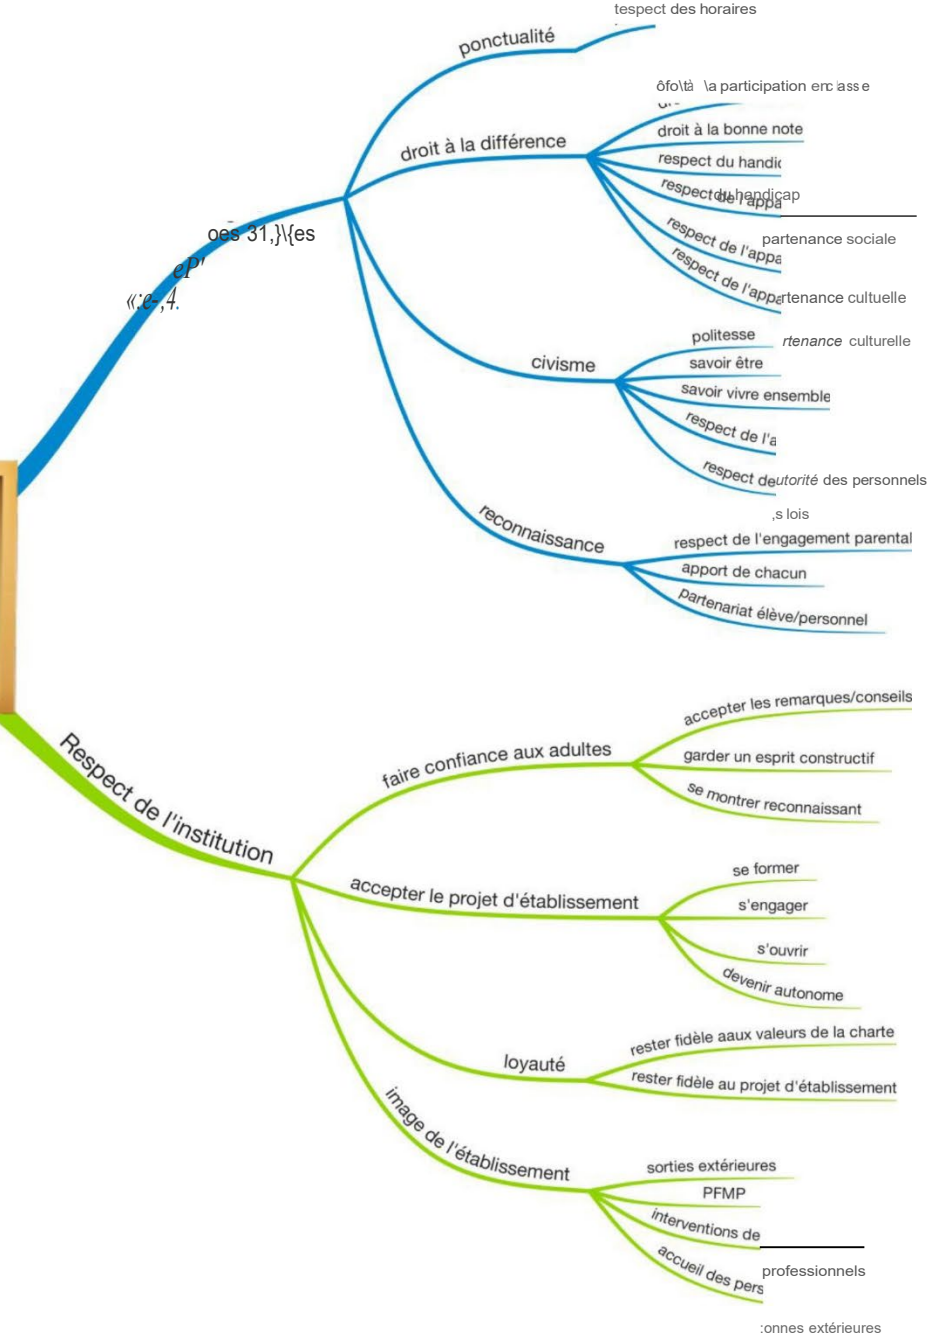 tespect des horaires
ponctualité
la participation en classe
droit à la différence
droit à la bonne note
respect du handic
du handicap
respect de l'appa
partenance sociale
respect de l'appa
rtenance cultuelle
respect de l'appa
rtenance culturelle
civisme
politesse
savoir être
savoir vivre ensemble
respect de l'a
utorité des personnels
respect de
s lois
reconnaissance
respect de l'engagement parental
apport de chacun
partenariat élève/personnel
Respect de l'institution
faire confiance aux adultes
accepter les remarques/conseils
garder un esprit constructif
se montrer reconnaissant
accepter le projet d'établissement
se former
s'engager
s'ouvrir
devenir autonome
loyauté
rester fidèle aaux valeurs de la charte
rester fidèle au projet d'établissement
image de l'établissement
sorties extérieures
PFMP
interventions de
professionnels
accueil des pers
onnes extérieures